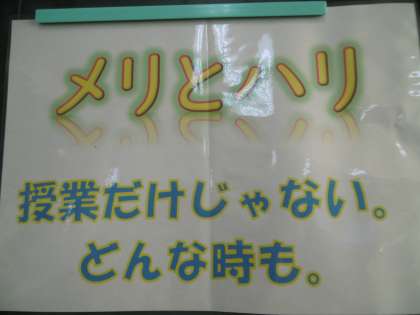 メリとハリ
授業だけじゃない。
どんな時も。